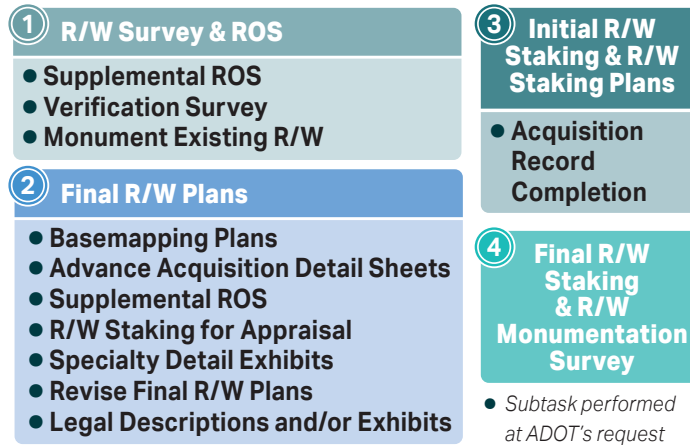 1 R/W Survey & ROS
● Supplemental ROS
● Verification Survey
● Monument Existing R/W
2 Final R/W Plans
● Basemapping Plans
● Advance Acquisition Detail Sheets
● Supplemental ROS
● R/W Staking for Appraisal
● Specialty Detail Exhibits
● Revise Final R/W Plans
● Legal Descriptions and/or Exhibits
3 Initial R/W
Staking & R/W
Staking Plans
● Acquisition
Record
Completion
4 Final R/W
Staking
& R/W
Monumentation
Survey
● Subtask performed
at ADOT's request